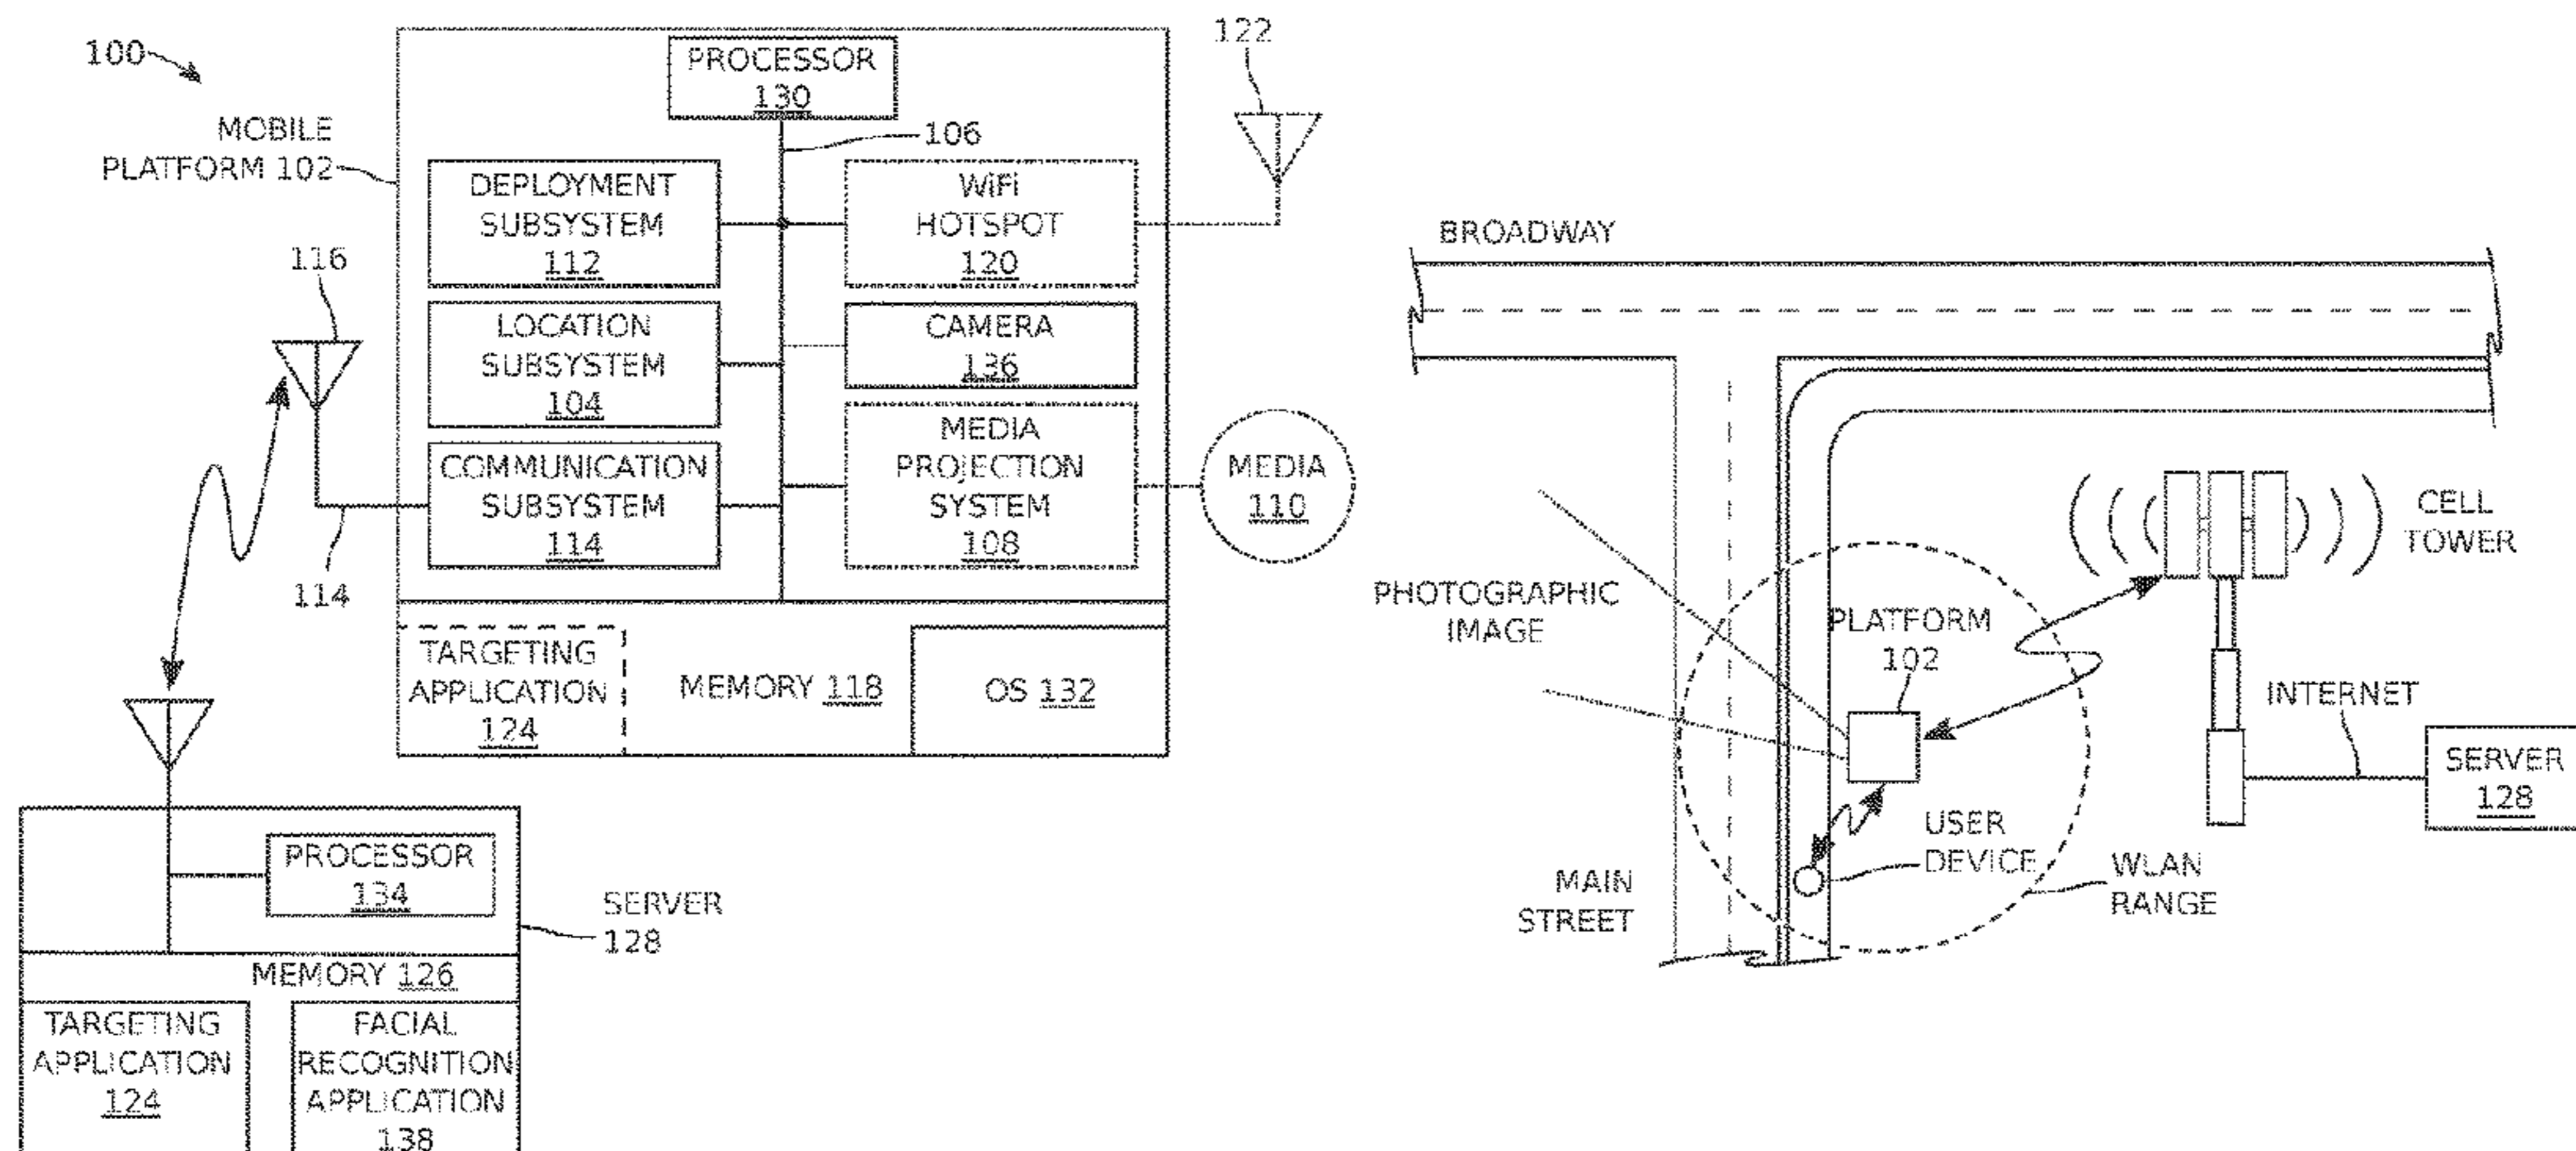 100
MOBILE
PLATFORM 102
PROCESSOR
130
106
122
DEPLOYMENT
SUBSYSTEM
112
WiFi
HOTSPOT
120
116
LOCATION
SUBSYSTEM
104
CAMERA
136
COMMUNICATION
SUBSYSTEM
114
MEDIA
PROJECTION
SYSTEM
108
MEDIA
110
114
TARGETING
APPLICATION
124
MEMORY 118
OS 132
PROCESSOR
134
SERVER
128
MEMORY 126
TARGETING
APPLICATION
124
FACIAL
RECOGNITION
APPLICATION
138
BROADWAY
CELL
TOWER
PHOTOGRAPHIC
IMAGE
PLATFORM
102
INTERNET
SERVER
128
USER
DEVICE
WLAN
RANGE
MAIN
STREET